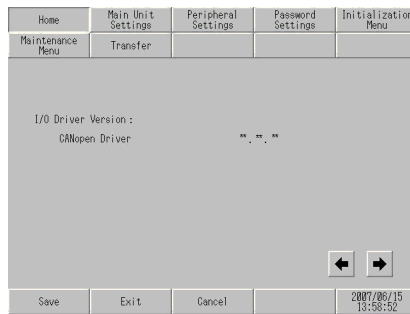 Home
Main Unit Settings
Peripheral Settings
Password Settings
Initialization Menu
Maintenance Menu
Transfer
I/O Driver Version :
CANopen Driver **.**.**
Save
Exit
Cancel
2007/06/15
13:58:52